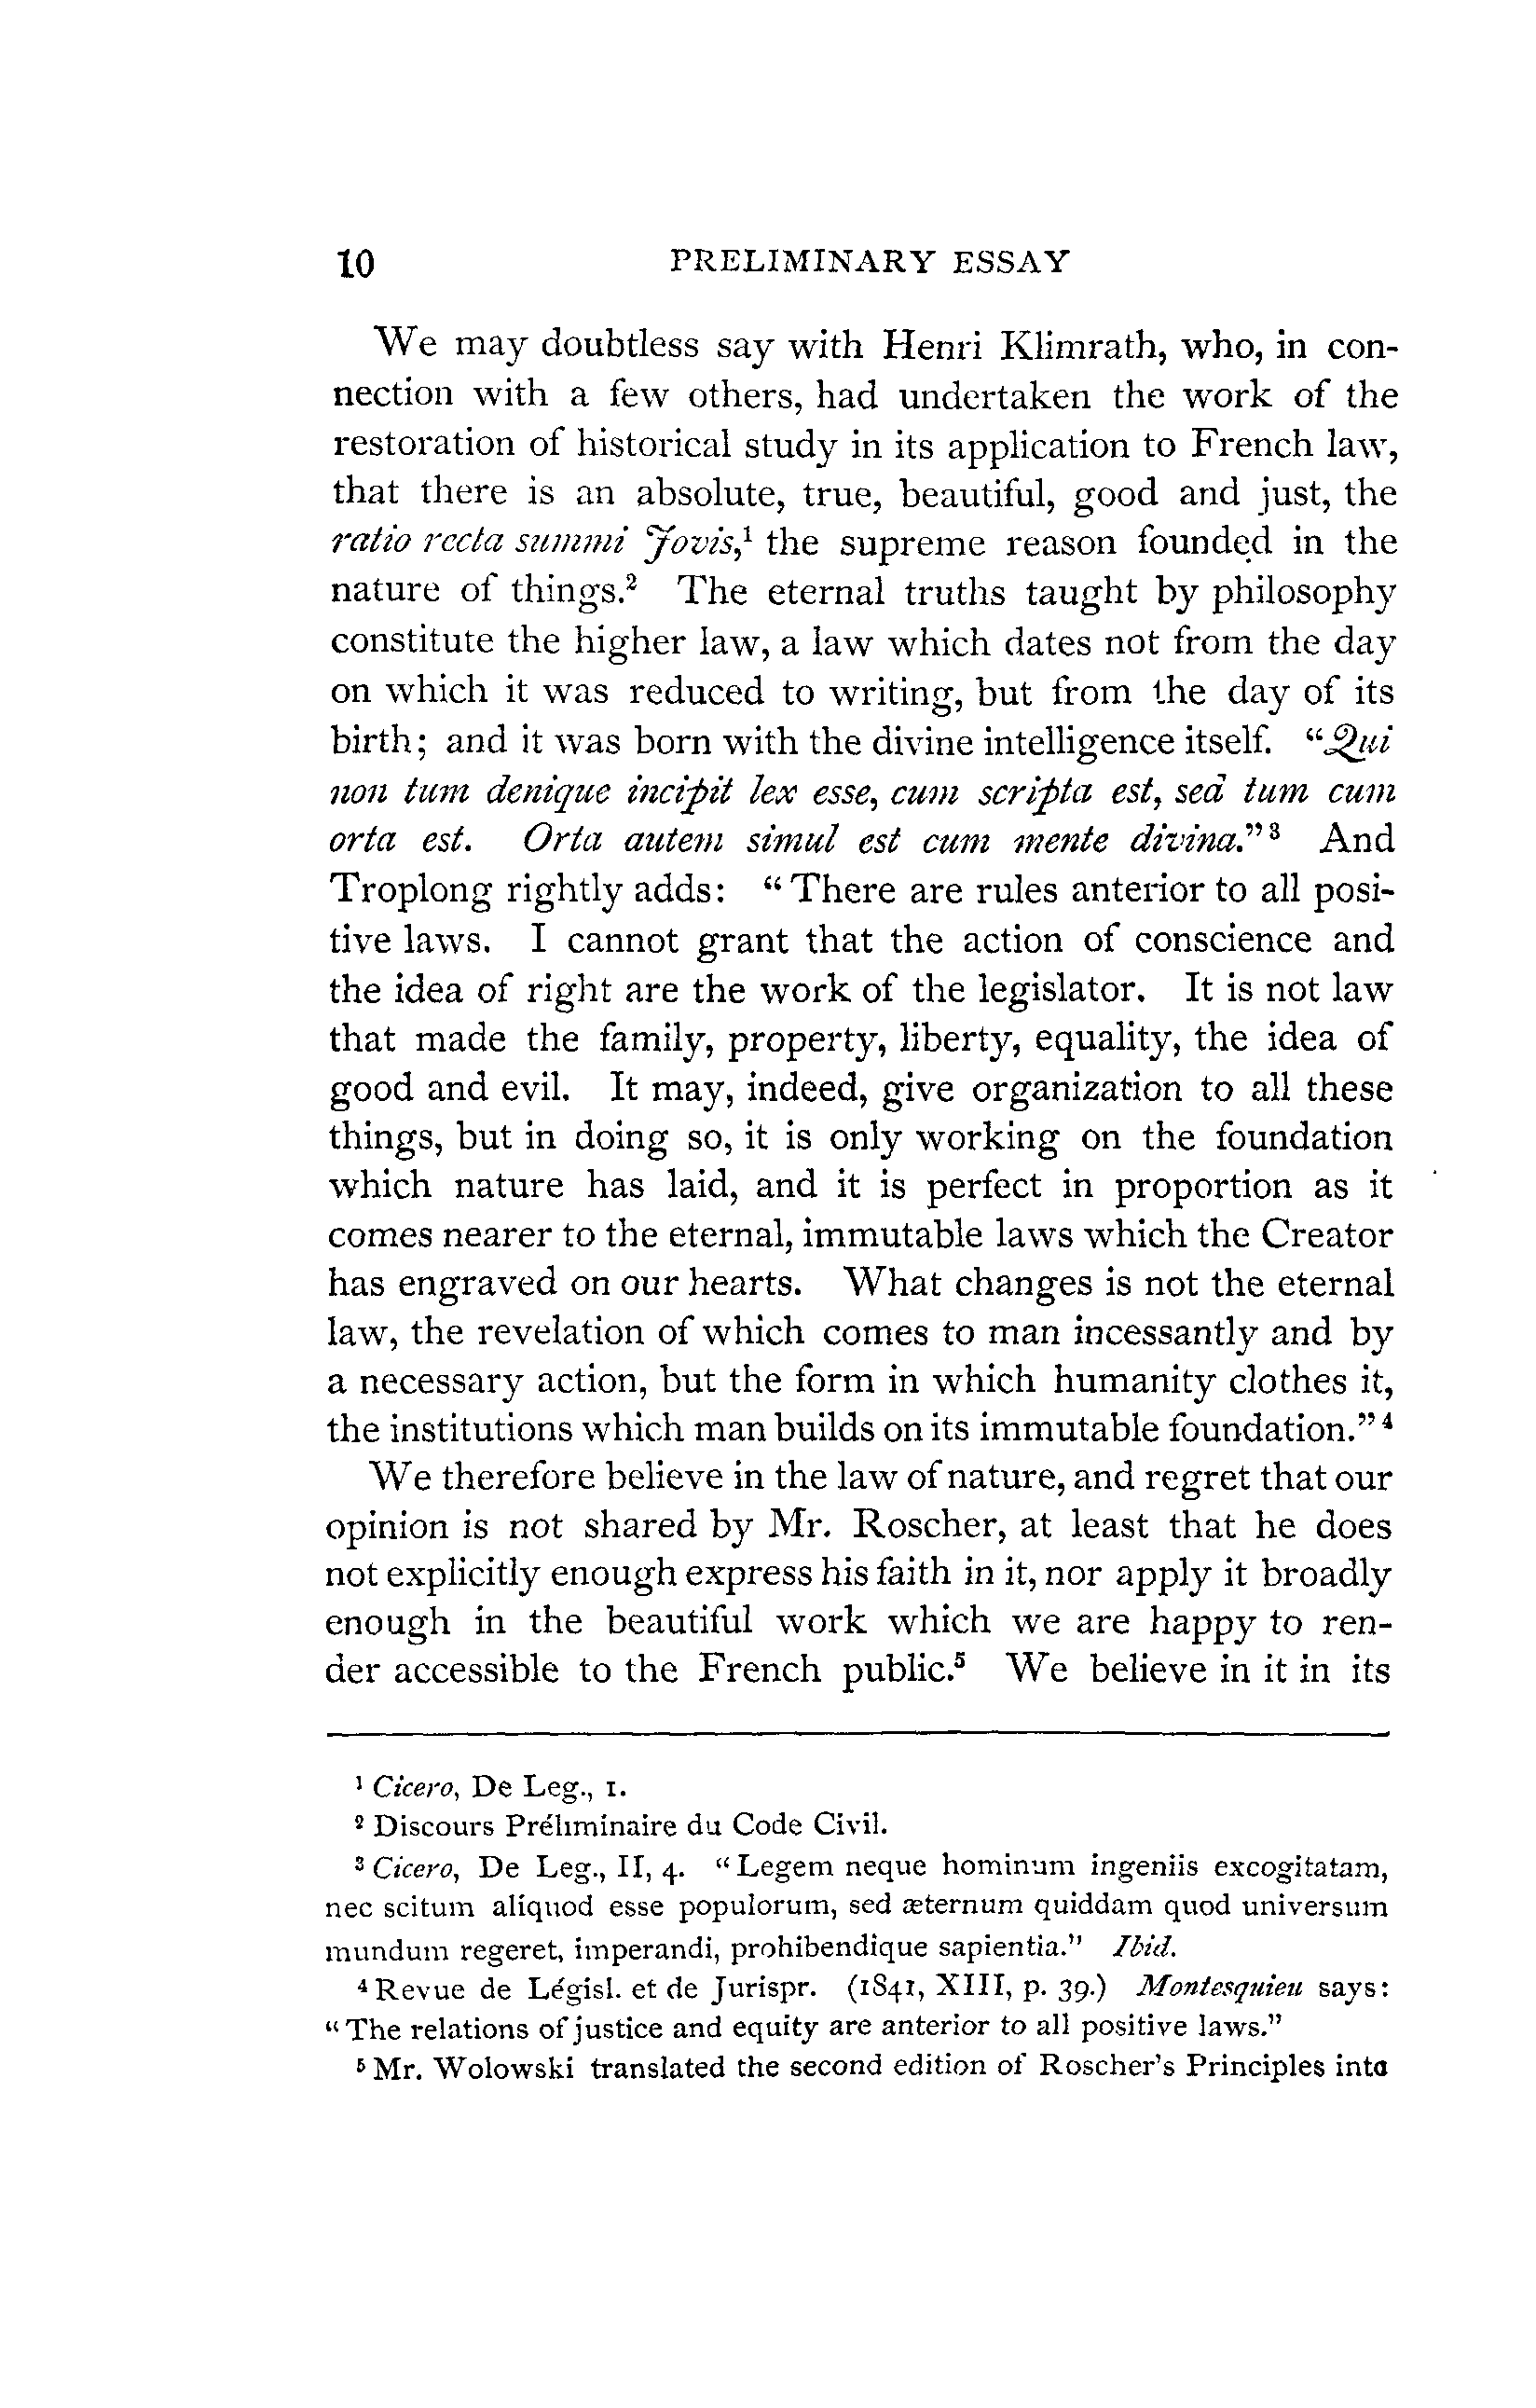 10 PRELIMINARY ESSAY
We may doubtless say with Henri Klimrath, who, in con-
nection with a few others, had undertaken the work of the
restoration of historical study in its application to French law,
that there is an absolute, true, beautiful, good and just, the
ratio recta summi Jovis,¹ the supreme reason founded in the
nature of things.² The eternal truths taught by philosophy
constitute the higher law, a law which dates not from the day
on which it was reduced to writing, but from the day of its
birth; and it was born with the divine intelligence itself. “Qui
non tum denique incipit lex esse, cum scripta est, sed tum cum
orta est. Orta autem simul est cum mente divina.”³ And
Troplong rightly adds: “There are rules anterior to all posi-
tive laws. I cannot grant that the action of conscience and
the idea of right are the work of the legislator. It is not law
that made the family, property, liberty, equality, the idea of
good and evil. It may, indeed, give organization to all these
things, but in doing so, it is only working on the foundation
which nature has laid, and it is perfect in proportion as it
comes nearer to the eternal, immutable laws which the Creator
has engraved on our hearts. What changes is not the eternal
law, the revelation of which comes to man incessantly and by
a necessary action, but the form in which humanity clothes it,
the institutions which man builds on its immutable foundation.”⁴
We therefore believe in the law of nature, and regret that our
opinion is not shared by Mr. Roscher, at least that he does
not explicitly enough express his faith in it, nor apply it broadly
enough in the beautiful work which we are happy to ren-
der accessible to the French public.⁵ We believe in it in its
¹ Cicero, De Leg., 1.
² Discours Préliminaire du Code Civil.
³ Cicero, De Leg., II, 4. “Legem neque hominum ingeniis excogitatam,
nec scitum aliquod esse populorum, sed æternum quiddam quod universum
mundum regeret, imperandi, prohibendique sapientia.” Ibid.
⁴ Revue de Législ. et de Jurispr. (1841, XIII, p. 39.) Montesquieu says:
“The relations of justice and equity are anterior to all positive laws.”
⁵ Mr. Wolowski translated the second edition of Roscher’s Principles into